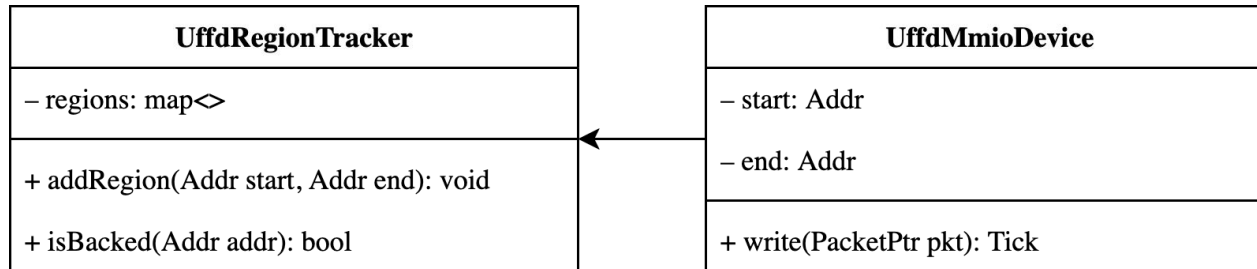 UffdRegionTracker
– regions: map<>
+ addRegion(Addr start, Addr end): void
+ isBacked(Addr addr): bool
UffdMmioDevice
– start: Addr
– end: Addr
+ write(PacketPtr pkt): Tick